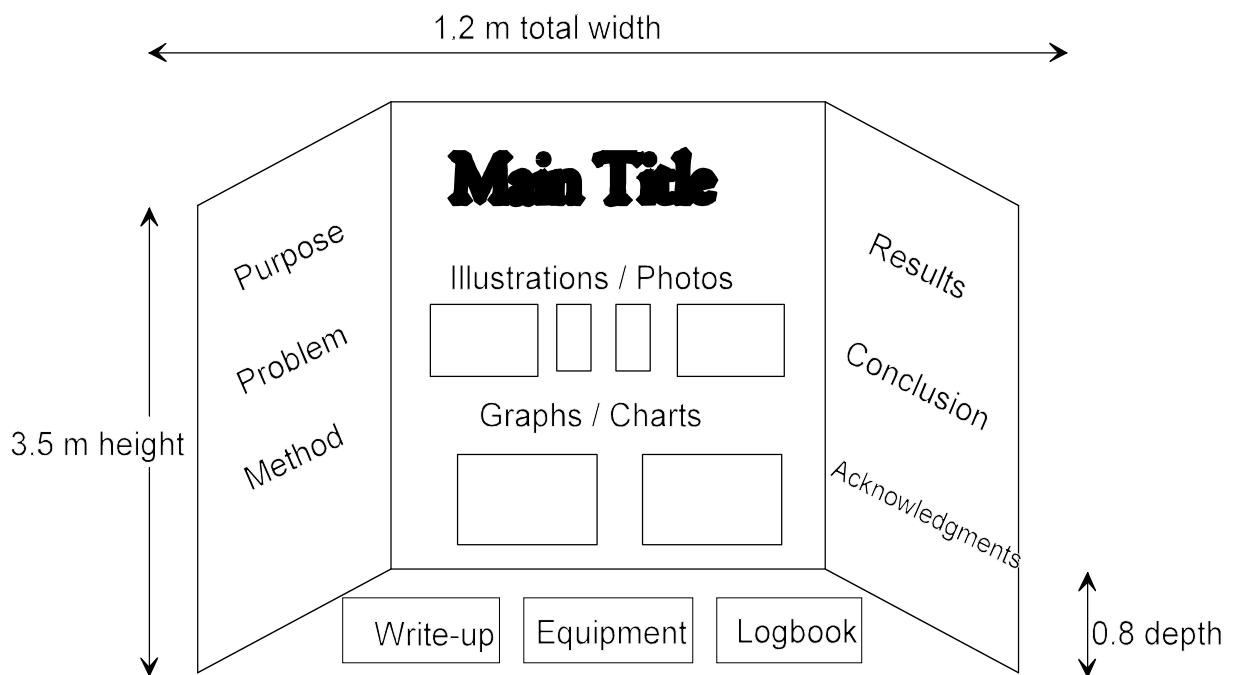 1.2 m total width
Main Title
Purpose
Problem
Method
Illustrations / Photos
Graphs / Charts
Results
Conclusion
Acknowledgments
3.5 m height
Write-up
Equipment
Logbook
0.8 depth